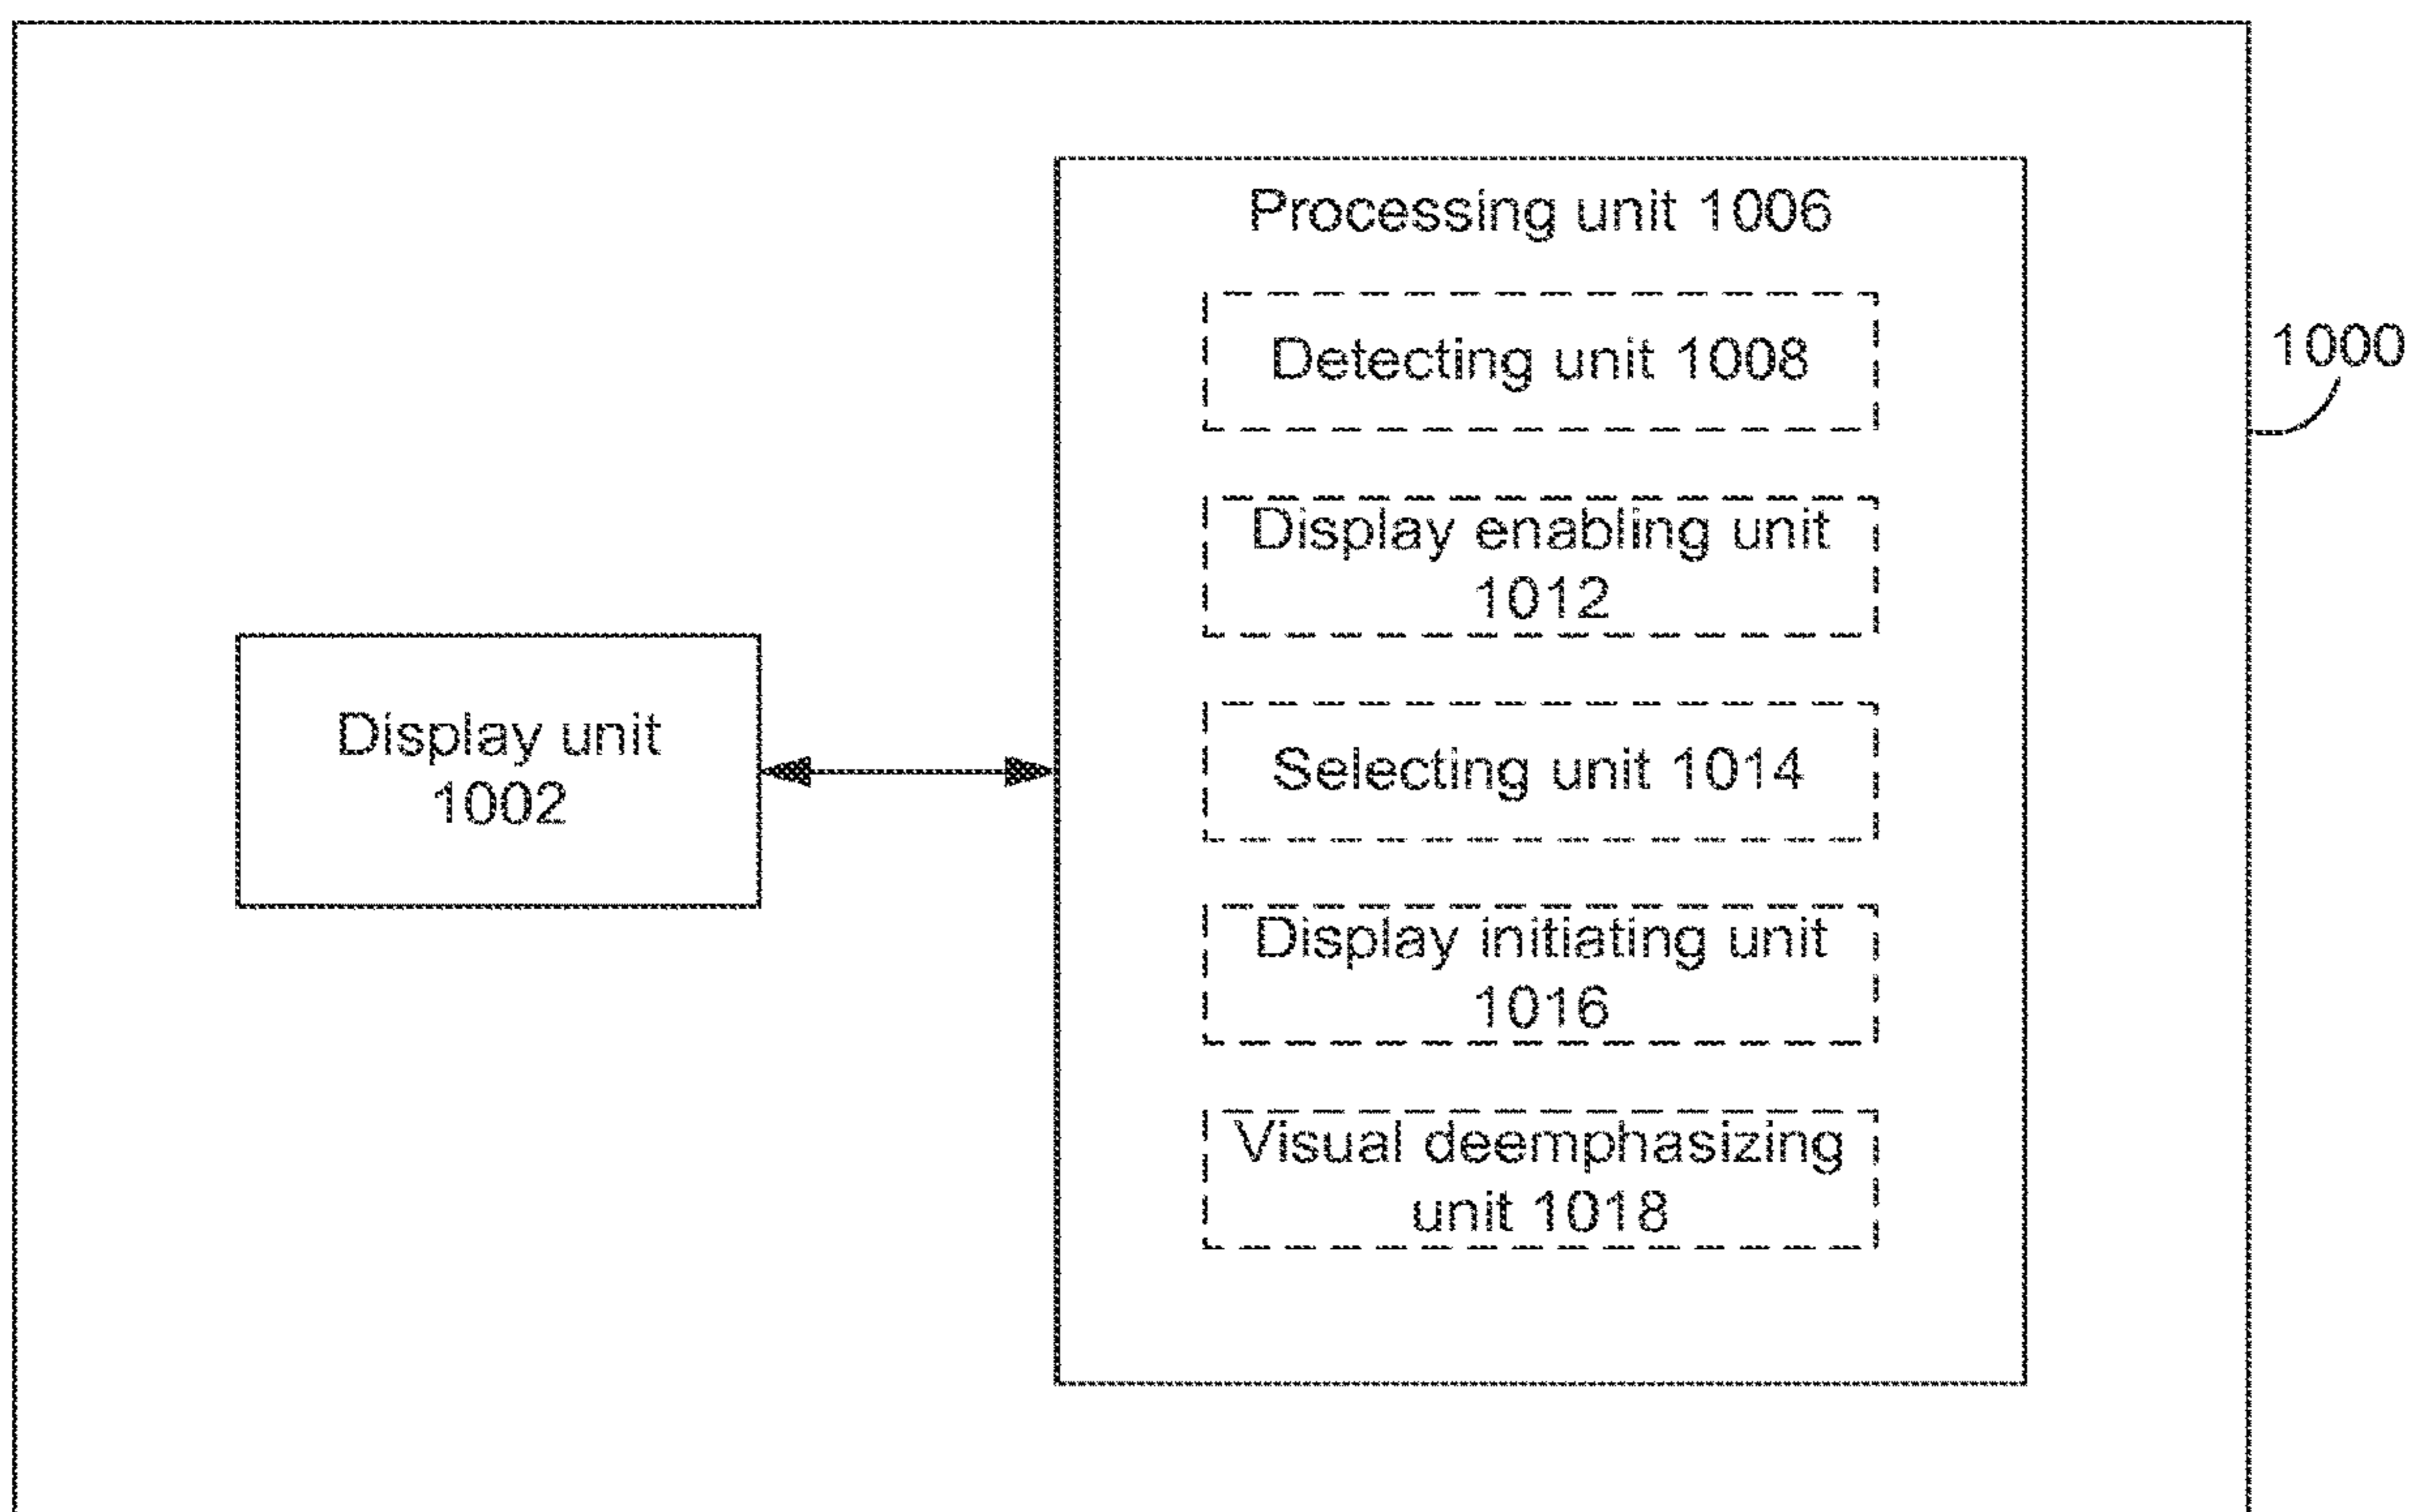 Processing unit 1006
Detecting unit 1008
1000
Display enabling unit
1012
Selecting unit 1014
Display unit
1002
Display initiating unit
1016
Visual deemphasizing
unit 1018